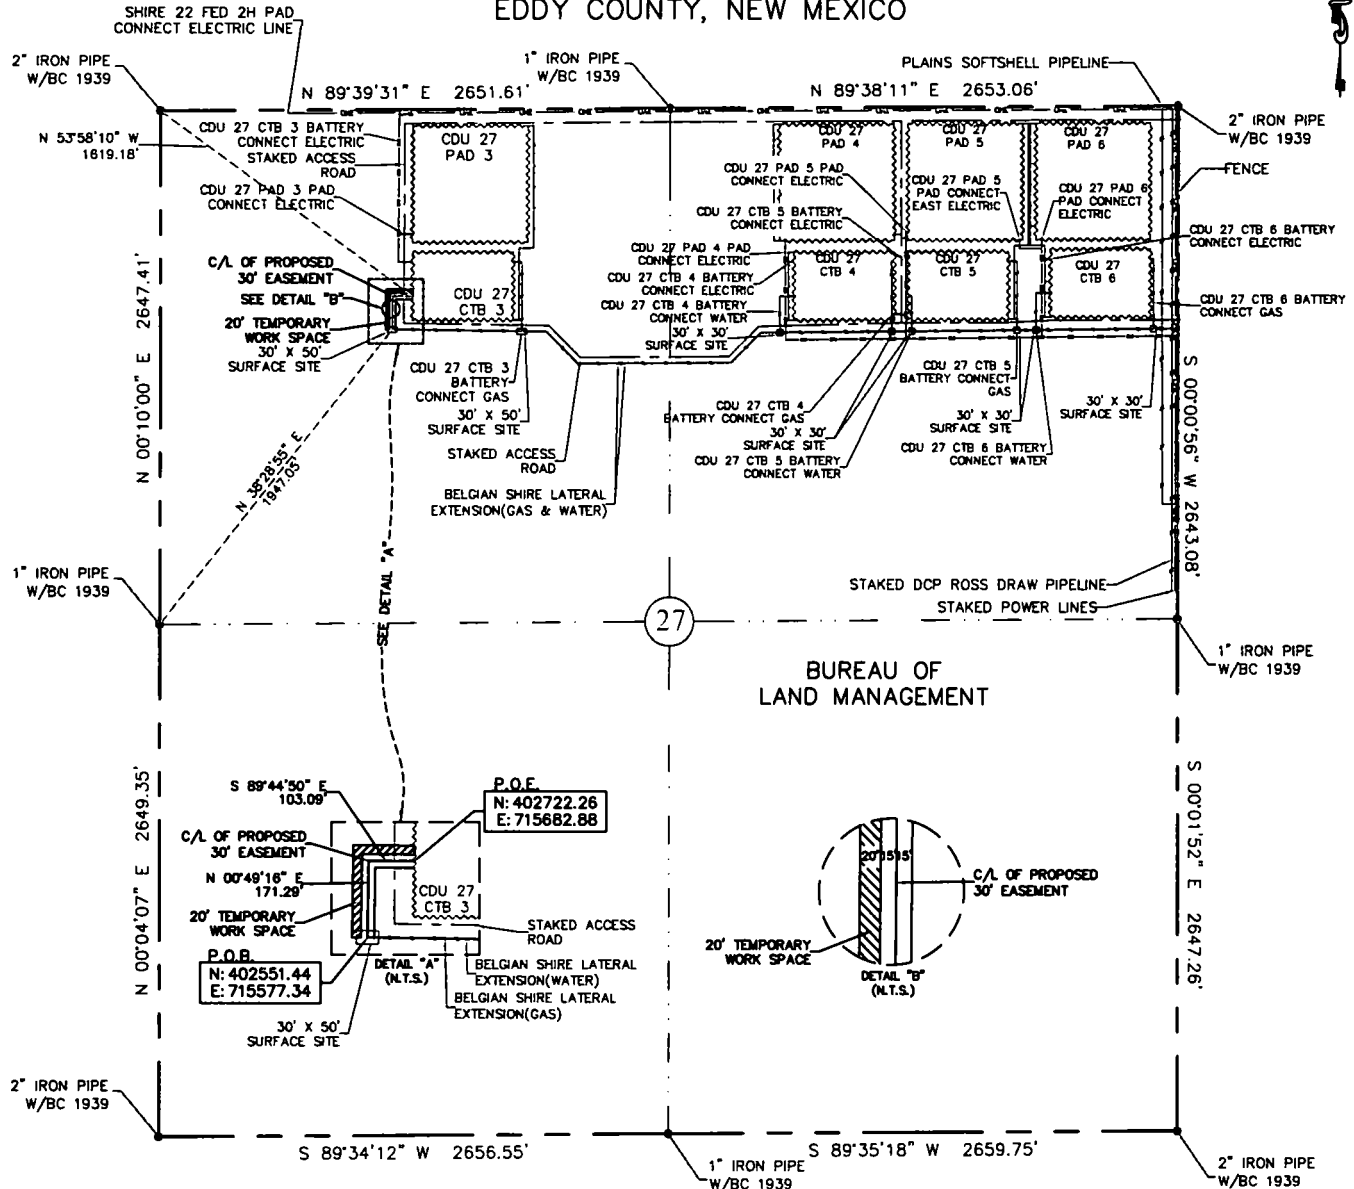 EDDY COUNTY, NEW MEXICO
SHIRE 22 FED 2H PAD
CONNECT ELECTRIC LINE
2" IRON PIPE
W/BC 1939
N 89°39'31" E 2651.61'
1" IRON PIPE
W/BC 1939
N 89°38'11" E 2653.06'
PLAINS SOFTSHELL PIPELINE
2" IRON PIPE
W/BC 1939
FENCE
N 53°58'10" W
1619.18'
CDU 27 CTB 3 BATTERY
CONNECT ELECTRIC
STAKED ACCESS
ROAD
CDU 27 PAD 3 PAD
CONNECT ELECTRIC
CDU 27
PAD 3
CDU 27
PAD 4
CDU 27
PAD 5
CDU 27
PAD 6
CDU 27 PAD 5 PAD
CONNECT ELECTRIC
CDU 27 CTB 5 BATTERY
CONNECT ELECTRIC
CDU 27 PAD 5
PAD CONNECT
EAST ELECTRIC
CDU 27 PAD 6
PAD CONNECT
ELECTRIC
CDU 27 CTB 6 BATTERY
CONNECT ELECTRIC
CDU 27 PAD 4 PAD
CONNECT ELECTRIC
CDU 27 CTB 4 BATTERY
CONNECT ELECTRIC
CDU 27 CTB 4 BATTERY
CONNECT WATER
30' X 30'
SURFACE SITE
C/L OF PROPOSED
30' EASEMENT
SEE DETAIL "B"
20' TEMPORARY
WORK SPACE
30' X 50'
SURFACE SITE
CDU 27
CTB 3
CDU 27
CTB 4
CDU 27
CTB 5
CDU 27
CTB 6
CDU 27 CTB 6 BATTERY
CONNECT GAS
N 00°10'00" E 2647.41'
CDU 27 CTB 3
BATTERY
CONNECT GAS
30' X 50'
SURFACE SITE
STAKED ACCESS
ROAD
BELGIAN SHIRE LATERAL
EXTENSION(GAS & WATER)
CDU 27 CTB 4
BATTERY CONNECT GAS
30' X 30'
SURFACE SITE
CDU 27 CTB 5 BATTERY
CONNECT WATER
CDU 27 CTB 5
BATTERY CONNECT
GAS
30' X 30'
SURFACE SITE
CDU 27 CTB 6 BATTERY
CONNECT WATER
30' X 30'
SURFACE SITE
S 00°00'56" W 2643.08'
N 38°28'55" E
1947.03'
SEE DETAIL "A"
1" IRON PIPE
W/BC 1939
STAKED DCP ROSS DRAW PIPELINE
STAKED POWER LINES
27
1" IRON PIPE
W/BC 1939
BUREAU OF
LAND MANAGEMENT
N 00°04'07" E 2649.35'
S 89°44'50" E
103.09'
P.O.E.
N: 402722.26
E: 715682.88
C/L OF PROPOSED
30' EASEMENT
N 00°49'16" E
171.29'
20' TEMPORARY
WORK SPACE
CDU 27
CTB 3
STAKED ACCESS
ROAD
P.O.B.
N: 402551.44
E: 715577.34
DETAIL "A"
(N.T.S.)
BELGIAN SHIRE LATERAL
EXTENSION(WATER)
BELGIAN SHIRE LATERAL
EXTENSION(GAS)
30' X 50'
SURFACE SITE
20' 15' 15'
C/L OF PROPOSED
30' EASEMENT
20' TEMPORARY
WORK SPACE
DETAIL "B"
(N.T.S.)
S 00°01'52" E 2647.26'
2" IRON PIPE
W/BC 1939
S 89°34'12" W 2656.55'
1" IRON PIPE
W/BC 1939
S 89°35'18" W 2659.75'
2" IRON PIPE
W/BC 1939